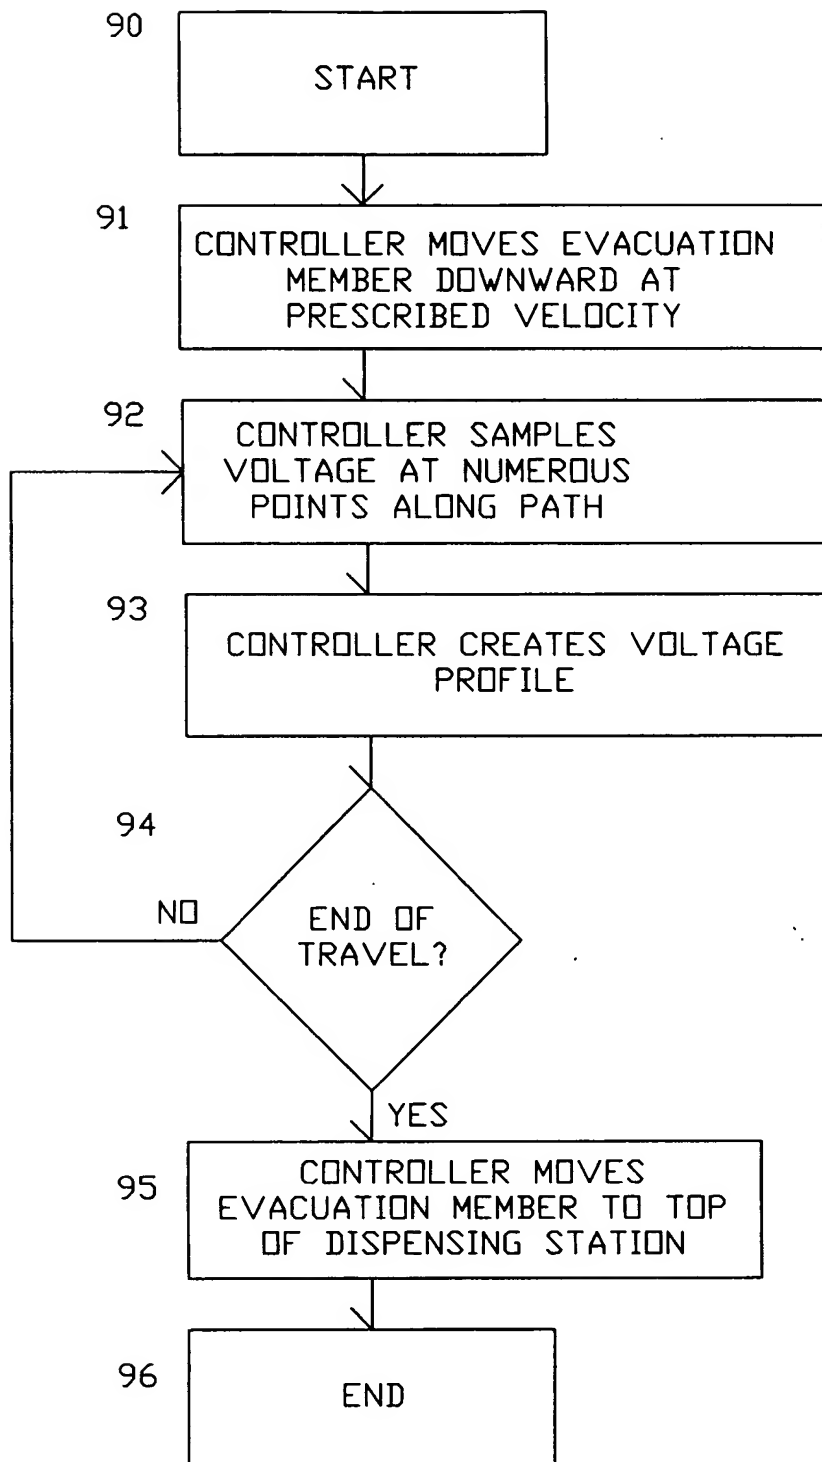 90
START
91
CONTROLLER MOVES EVACUATION
MEMBER DOWNWARD AT
PRESCRIBED VELOCITY
92
CONTROLLER SAMPLES
VOLTAGE AT NUMEROUS
POINTS ALONG PATH
93
CONTROLLER CREATES VOLTAGE
PROFILE
94
NO
END OF
TRAVEL?
YES
95
CONTROLLER MOVES
EVACUATION MEMBER TO TOP
OF DISPENSING STATION
96
END